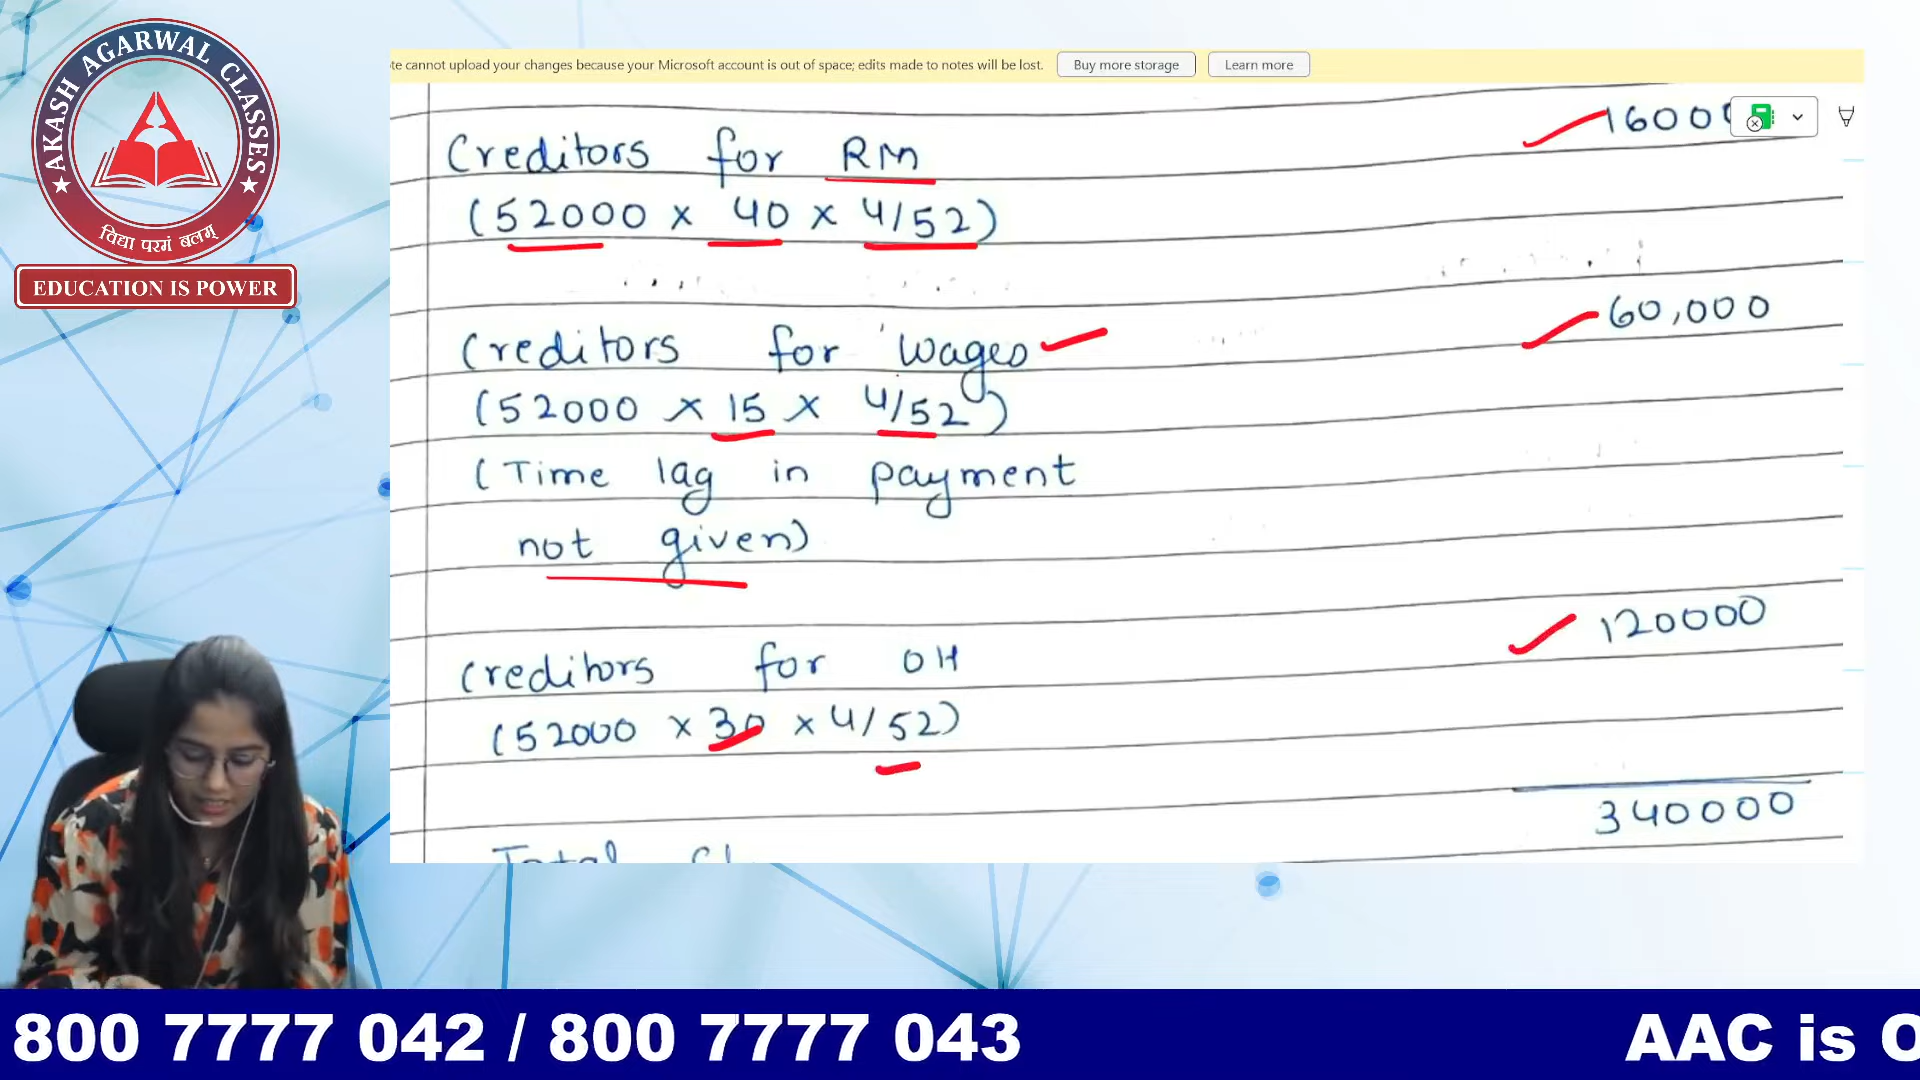 AKASH AGARWAL CLASSES
विद्या परमं बलम्
EDUCATION IS POWER
cannot upload your changes because your Microsoft account is out of space; edits made to notes will be lost. Buy more storage Learn more
Creditors for RM
(52000 x 40 x 4/52)
Creditors for wages 60,000
(52000 x 15 x 4/52)
(Time lag in payment
not given)
Creditors for OH 120000
(52000 x 30 x 4/52)
340000
800 7777 042 / 800 7777 043
AAC is